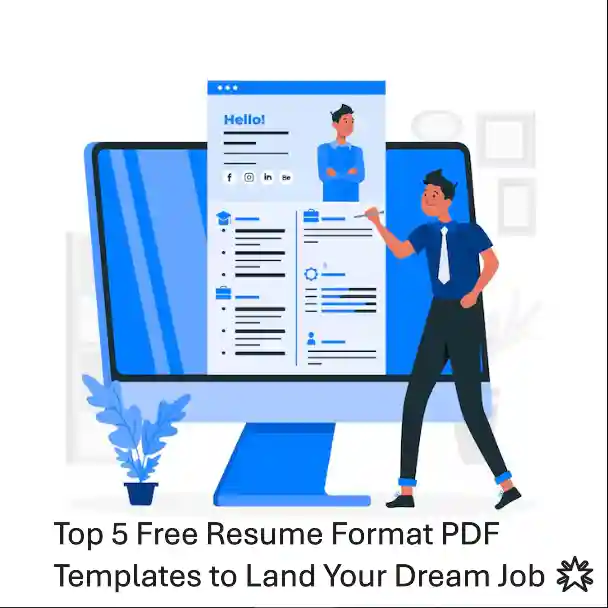 Hello!
f in Be
Top 5 Free Resume Format PDF
Templates to Land Your Dream Job